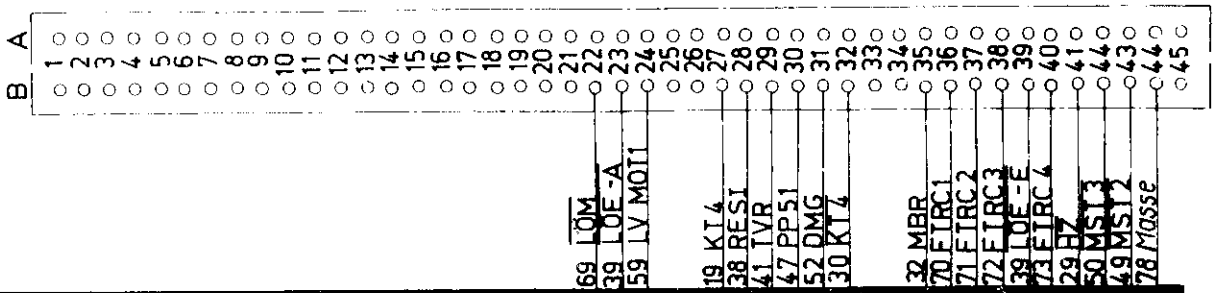 A
1 2 3 4 5 6 7 8 9 10 11 12 13 14 15 16 17 18 19 20 21 22 23 24 25 26 27 28 29 30 31 32 33 34 35 36 37 38 39 40 41 44 43 44 45
B
69 LOM
39 LOE-A
59 LV MOT1
19 KT4
38 RESI
41 TVR
47 PP51
52 DMG
30 KT4
32 MBR
70 FTRC1
71 FTRC2
72 FTRC3
39 LOE-E
73 FTRC4
29 HZ
50 MST3
49 MST2
78 Masse